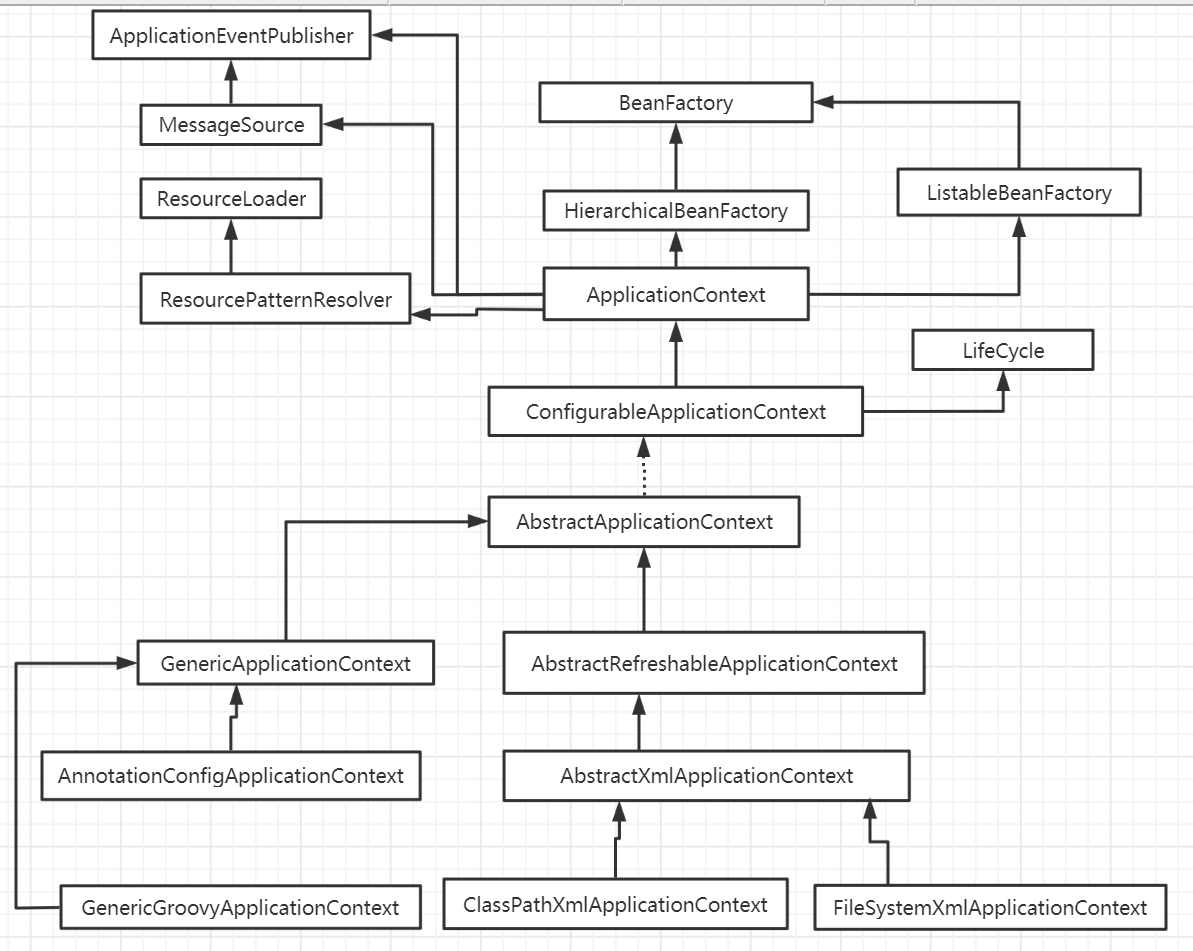 ApplicationEventPublisher
BeanFactory
MessageSource
ListableBeanFactory
ResourceLoader
HierarchicalBeanFactory
ResourcePatternResolver
ApplicationContext
LifeCycle
ConfigurableApplicationContext
AbstractApplicationContext
GenericApplicationContext
AbstractRefreshableApplicationContext
AnnotationConfigApplicationContext
AbstractXmlApplicationContext
GenericGroovyApplicationContext
ClassPathXmlApplicationContext
FileSystemXmlApplicationContext